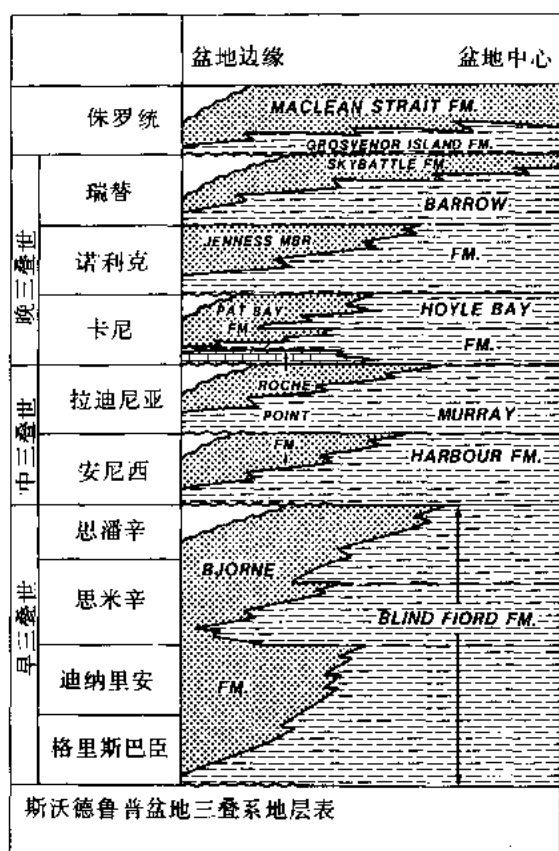 盆地边缘 盆地中心
侏罗统
MACLEAN STRAIT FM.
GROSVENOR ISLAND FM.
SKYBATTLE FM.
晚三叠世
瑞替
BARROW
诺利克
JENNESS MBR
FM.
卡尼
PAT BAY
FM.
HOYLE BAY
FM.
中三叠世
拉迪尼亚
ROCHE
POINT
MURRAY
安尼西
FM
HARBOUR FM.
早三叠世
思潘辛
BJORNE
思米辛
BLIND FIORD FM.
迪纳里安
FM.
格里斯巴臣
斯沃德鲁普盆地三叠系地层表